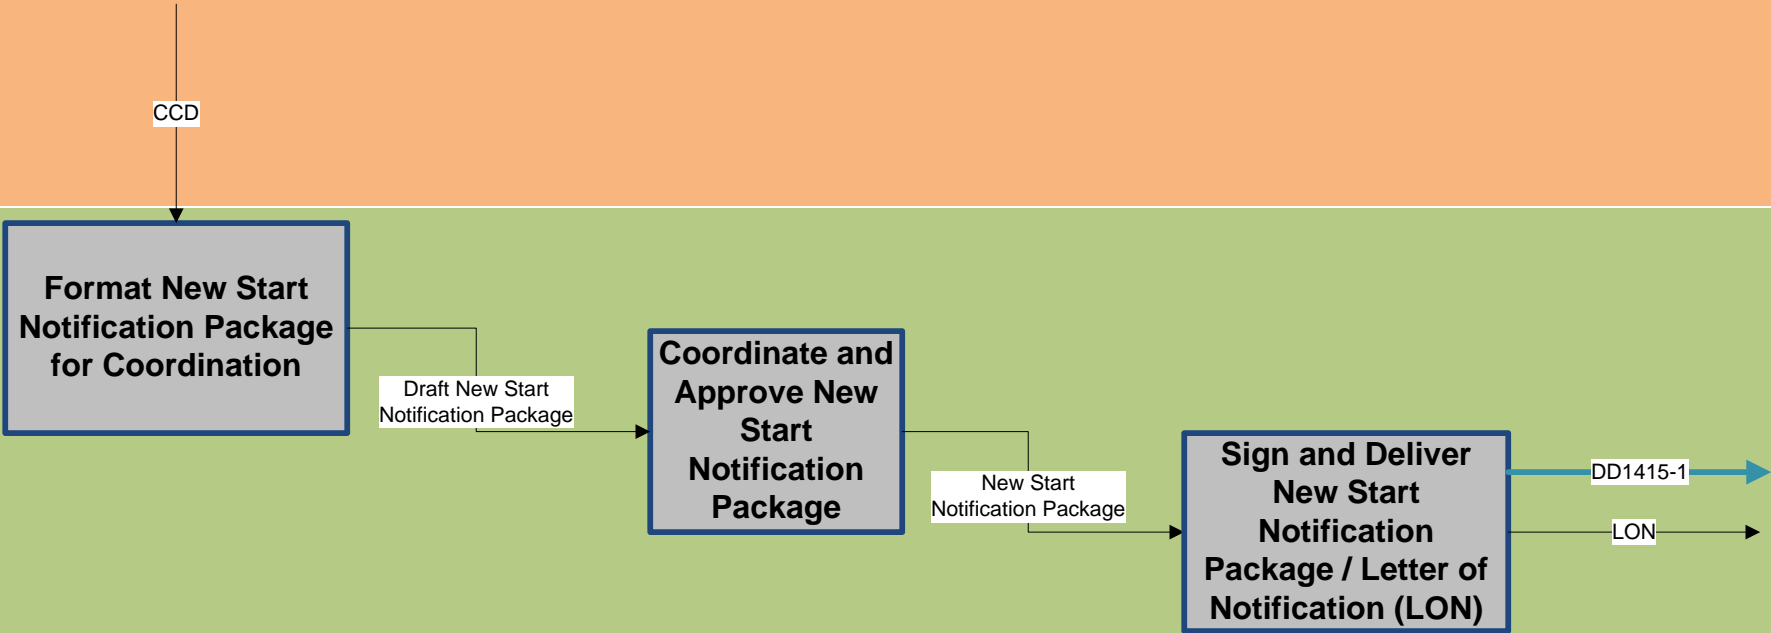 CCD
Format New Start
Notification Package
for Coordination
Draft New Start
Notification Package
Coordinate and
Approve New
Start
Notification
Package
New Start
Notification Package
Sign and Deliver
New Start
Notification
Package / Letter of
Notification (LON)
DD1415-1
LON